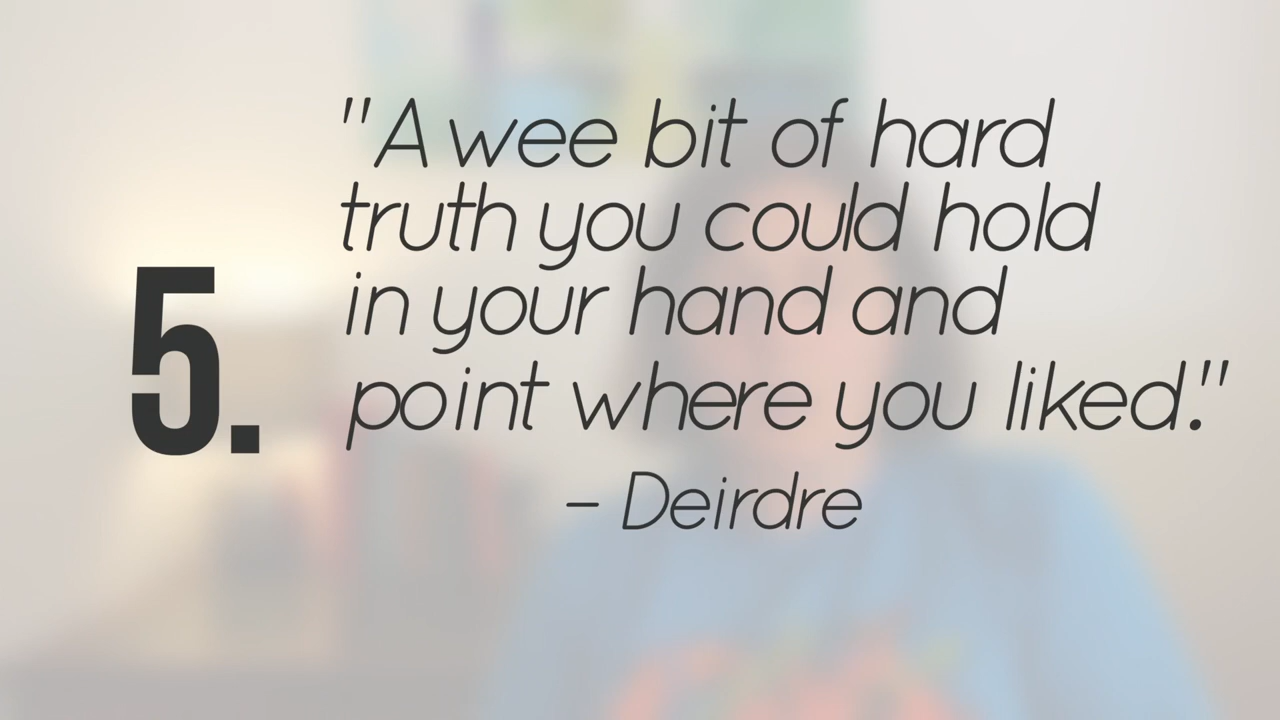 5.
"A wee bit of hard
truth you could hold
in your hand and
point where you liked."
- Deirdre